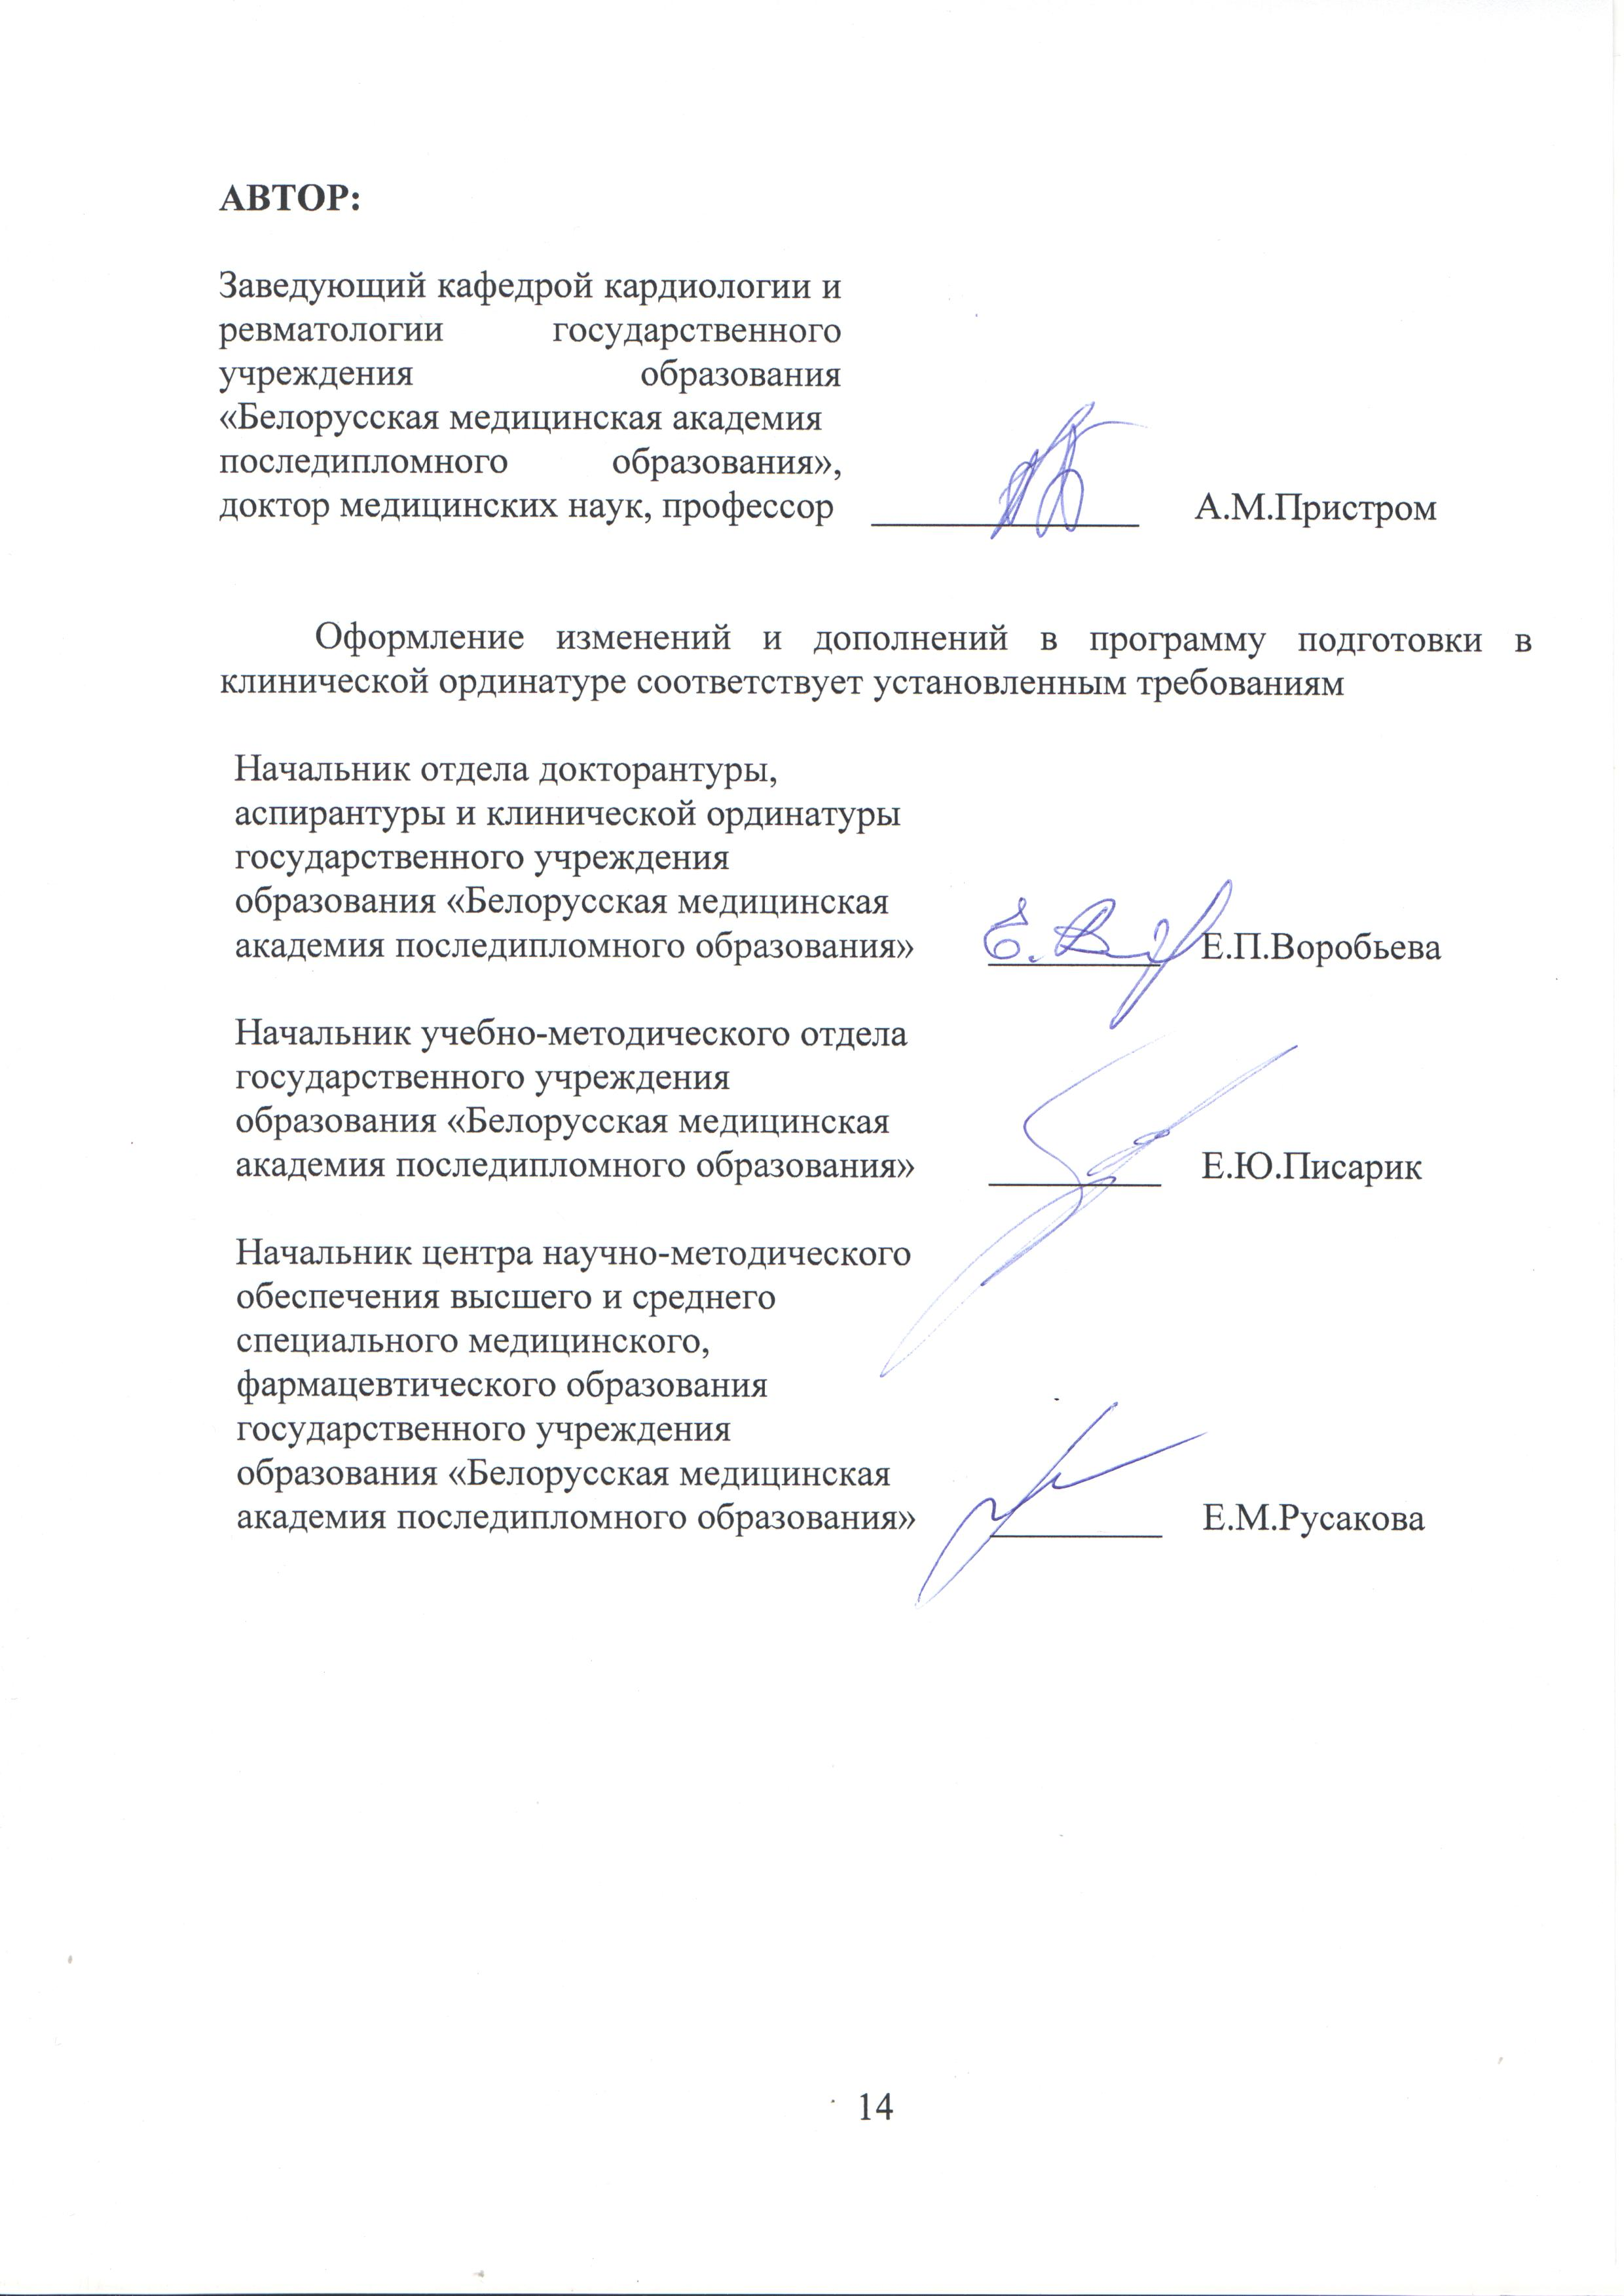 АВТОР:
Заведующий кафедрой кардиологии и
ревматологии государственного
учреждения образования
«Белорусская медицинская академия
последипломного образования»,
доктор медицинских наук, профессор ______________ А.М.Пристром
Оформление изменений и дополнений в программу подготовки в
клинической ординатуре соответствует установленным требованиям
Начальник отдела докторантуры,
аспирантуры и клинической ординатуры
государственного учреждения
образования «Белорусская медицинская
академия последипломного образования» _________ Е.П.Воробьева
Начальник учебно-методического отдела
государственного учреждения
образования «Белорусская медицинская
академия последипломного образования» _________ Е.Ю.Писарик
Начальник центра научно-методического
обеспечения высшего и среднего
специального медицинского,
фармацевтического образования
государственного учреждения
образования «Белорусская медицинская
академия последипломного образования» _________ Е.М.Русакова
14